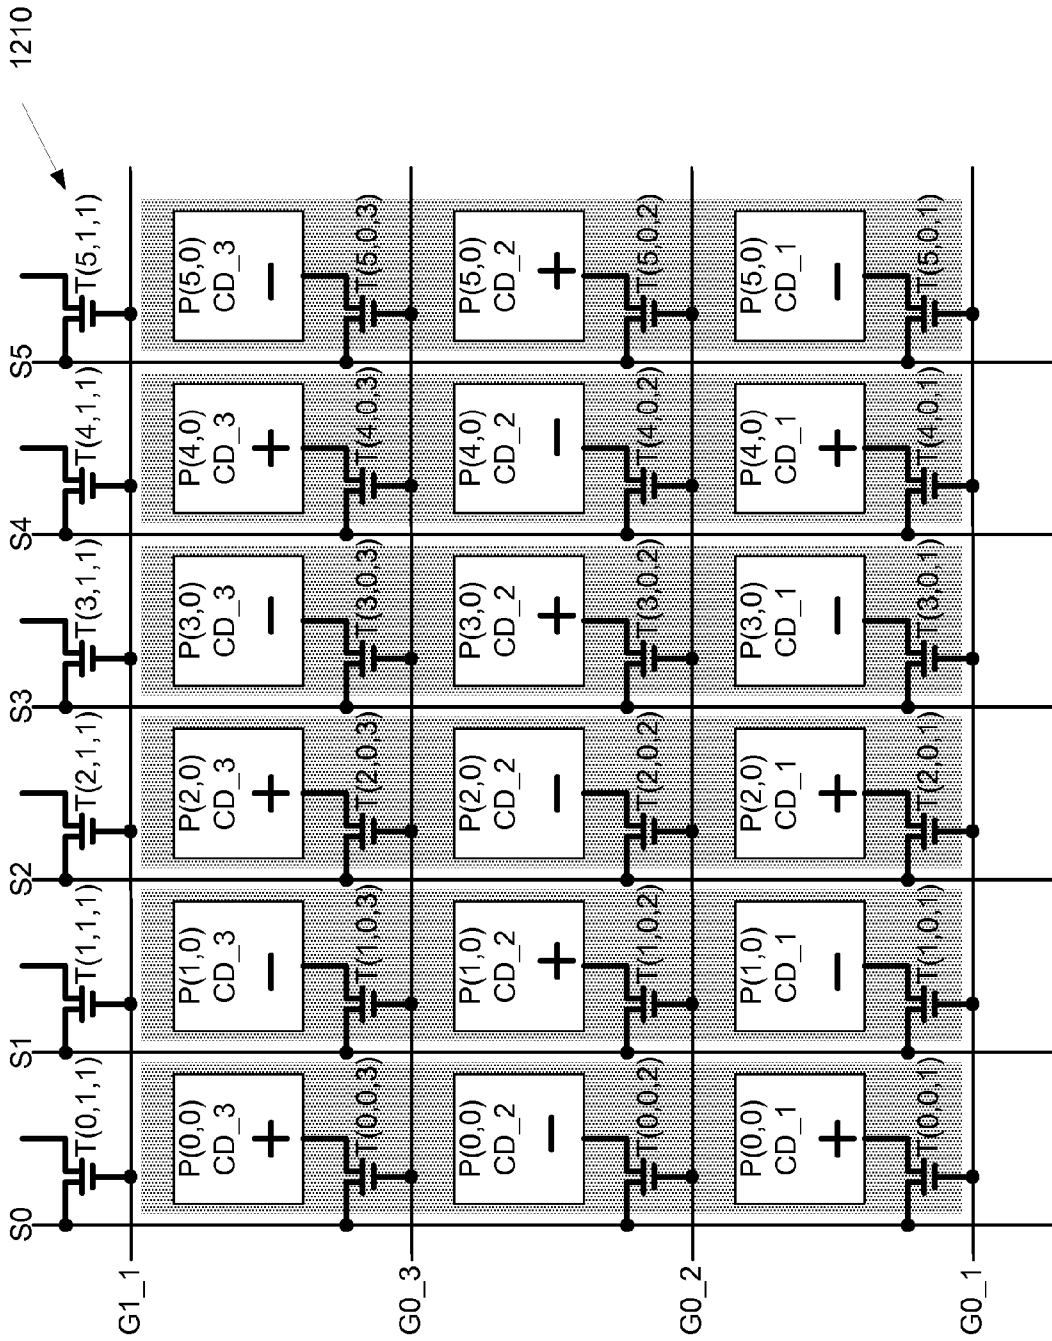 S0
S1
S2
S3
S4
S5
1210
T(0,1,1)
T(1,1,1)
T(2,1,1)
T(3,1,1)
T(4,1,1)
T(5,1,1)
G1_1
P(0,0)
CD_3
+
P(1,0)
CD_3
−
P(2,0)
CD_3
+
P(3,0)
CD_3
−
P(4,0)
CD_3
+
P(5,0)
CD_3
−
T(0,0,3)
T(1,0,3)
T(2,0,3)
T(3,0,3)
T(4,0,3)
T(5,0,3)
G0_3
P(0,0)
CD_2
−
P(1,0)
CD_2
+
P(2,0)
CD_2
−
P(3,0)
CD_2
+
P(4,0)
CD_2
−
P(5,0)
CD_2
+
T(0,0,2)
T(1,0,2)
T(2,0,2)
T(3,0,2)
T(4,0,2)
T(5,0,2)
G0_2
P(0,0)
CD_1
+
P(1,0)
CD_1
−
P(2,0)
CD_1
+
P(3,0)
CD_1
−
P(4,0)
CD_1
+
P(5,0)
CD_1
−
T(0,0,1)
T(1,0,1)
T(2,0,1)
T(3,0,1)
T(4,0,1)
T(5,0,1)
G0_1